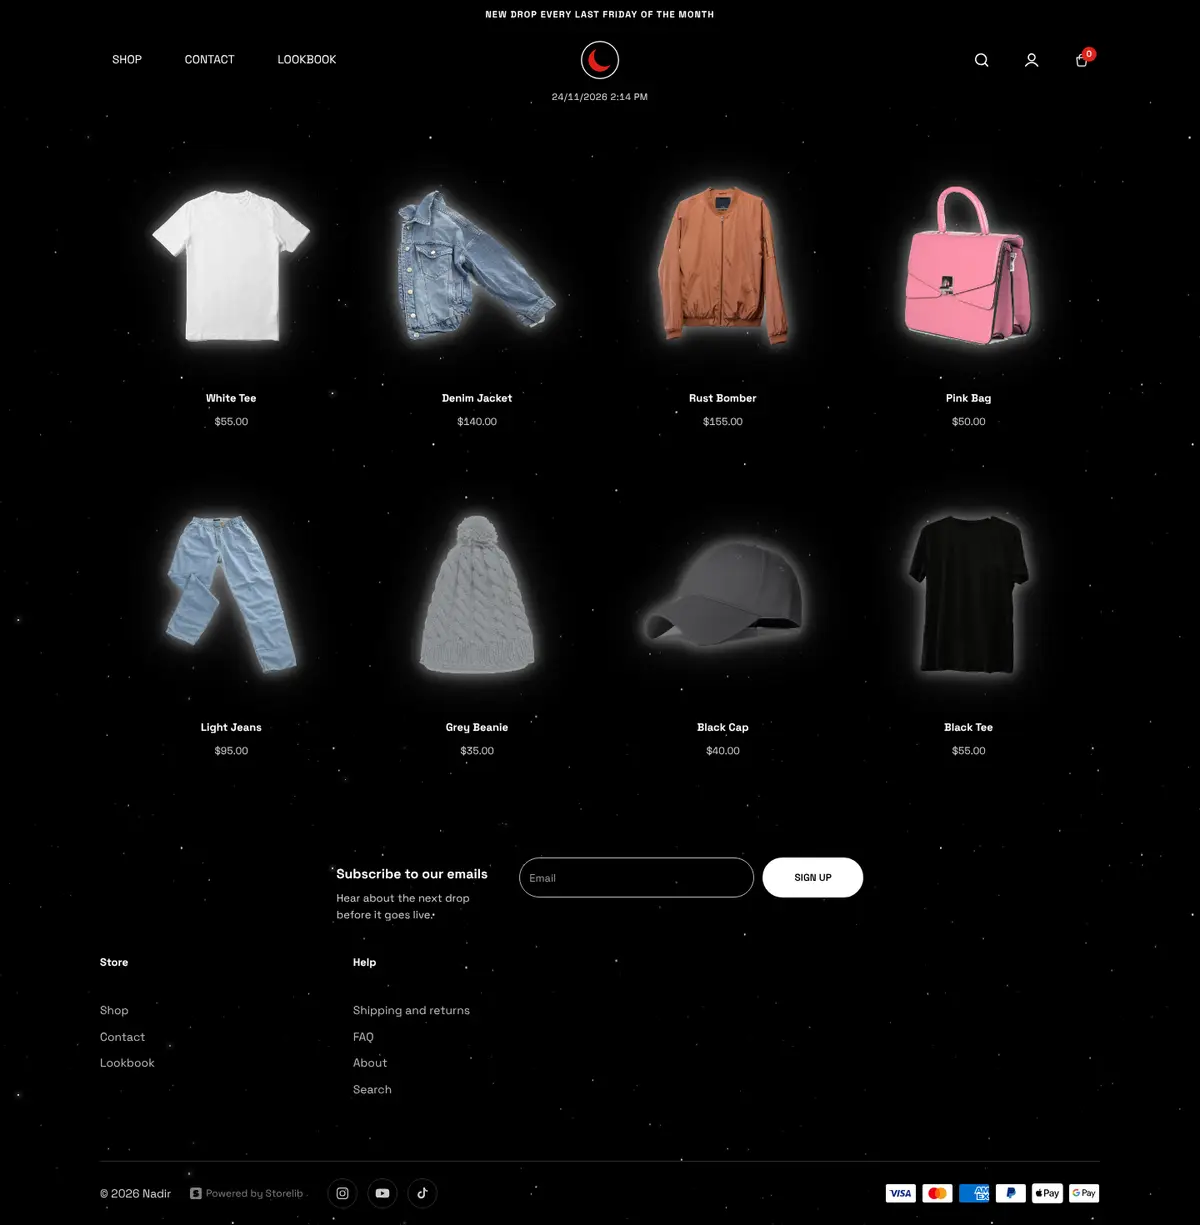 NEW DROP EVERY LAST FRIDAY OF THE MONTH
SHOP
CONTACT
LOOKBOOK
0
24/11/2026 2:14 PM
White Tee
$55.00
Denim Jacket
$140.00
Rust Bomber
$155.00
Pink Bag
$50.00
Light Jeans
$95.00
Grey Beanie
$35.00
Black Cap
$40.00
Black Tee
$55.00
Subscribe to our emails
Hear about the next drop
before it goes live.
Email
SIGN UP
Store
Shop
Contact
Lookbook
Help
Shipping and returns
FAQ
About
Search
© 2026 Nadir
Powered by Storelib
VISA
AMEX
Pay
G Pay